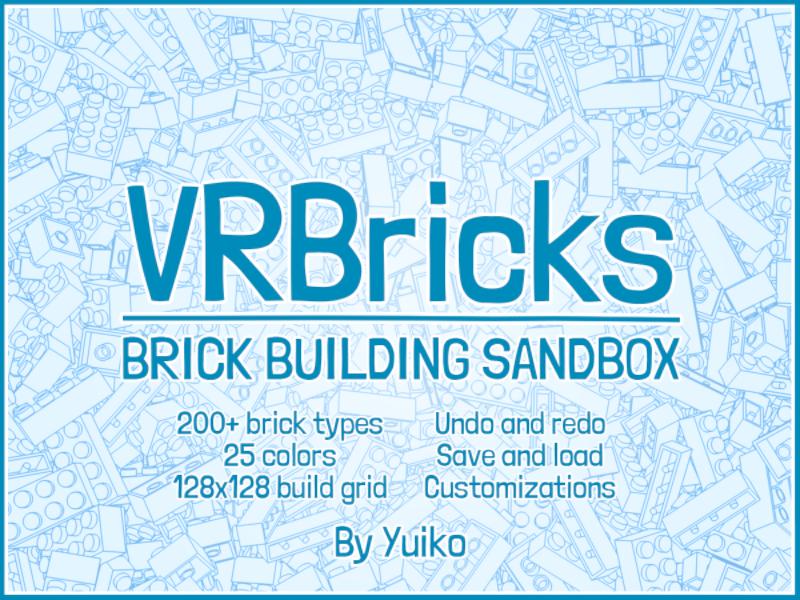 VRBricks
BRICK BUILDING SANDBOX
200+ brick types
25 colors
128x128 build grid
Undo and redo
Save and load
Customizations
By Yuiko